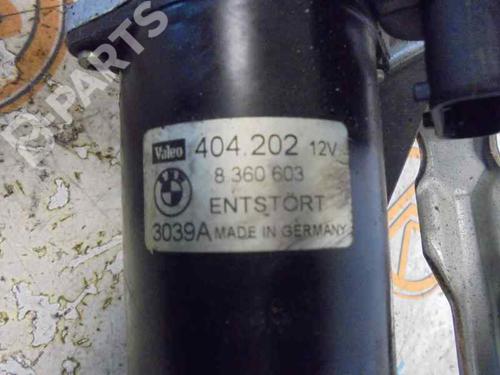 B-PARTS
Valeo 404.202 12V
8 360 603
ENTSTÖRT
3039A MADE IN GERMANY